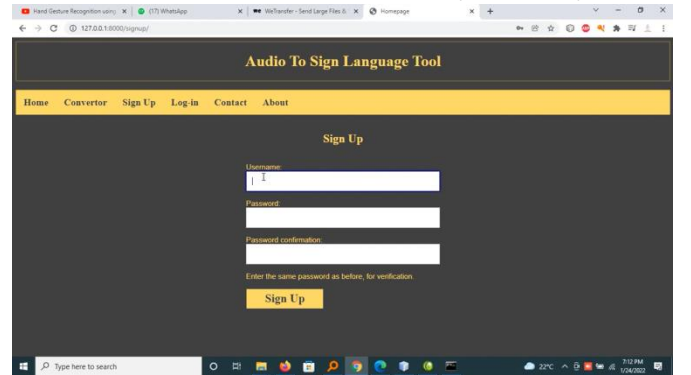 Hand Gesture Recognition using
(17) WhatsApp
WeTransfer - Send Large Files &
Homepage
127.0.0.1:8000/signup/
Audio To Sign Language Tool
Home Convertor Sign Up Log-in Contact About
Sign Up
Username:
Password:
Password confirmation:
Enter the same password as before, for verification.
Sign Up
Type here to search
22°C
7:12 PM
1/24/2022